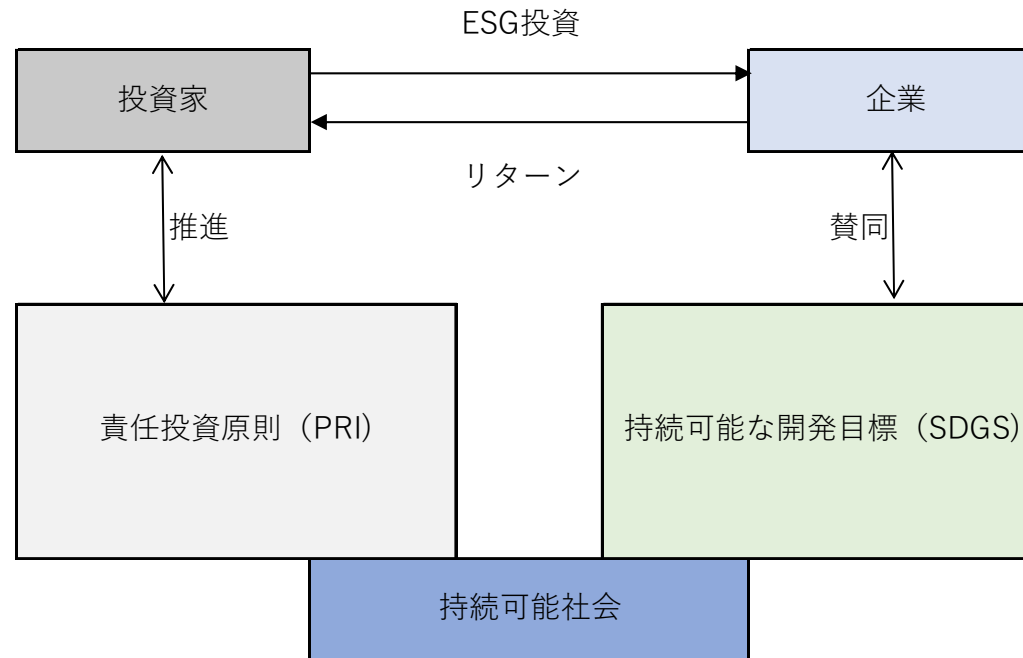 ESG投資
投資家
企業
リターン
推進
賛同
責任投資原則（PRI)
持続可能な開発目標（SDGS)
持続可能社会